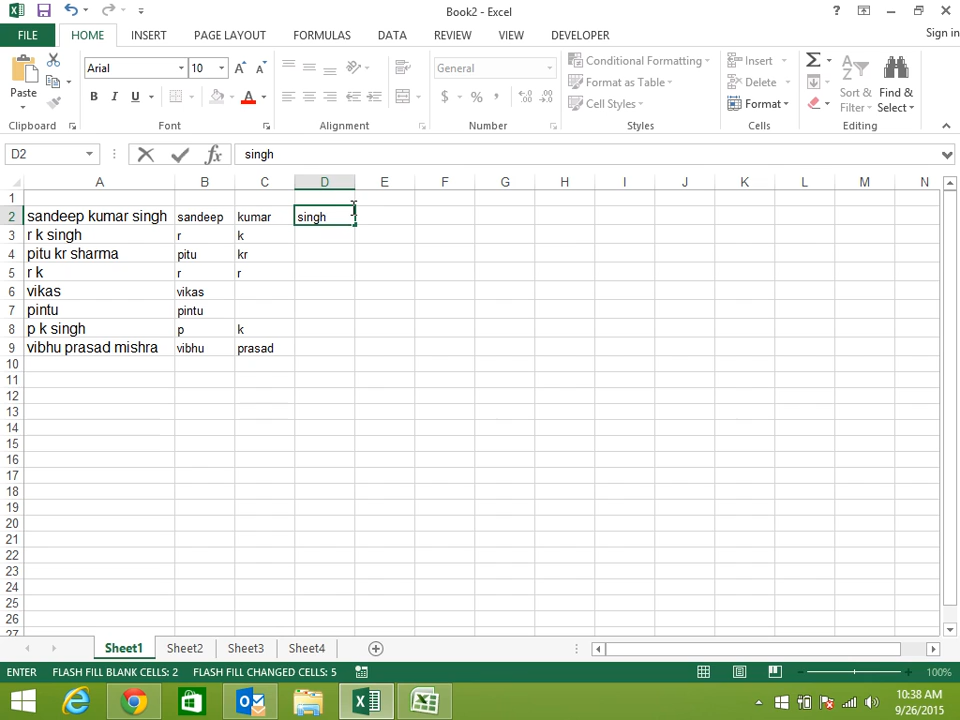 Book2 - Excel
?
FILE HOME INSERT PAGE LAYOUT FORMULAS DATA REVIEW VIEW DEVELOPER Sign in
Paste
Arial 10 A A
B I U A
General
$ % ,
Conditional Formatting
Format as Table
Cell Styles
Insert
Delete
Format
Sort & Filter
Find & Select
Clipboard Font Alignment Number Styles Cells Editing
D2 fx singh
A B C D E F G H I J K L M N
1
2 sandeep kumar singh sandeep kumar singh
3 r k singh r k
4 pitu kr sharma pitu kr
5 r k r r
6 vikas vikas
7 pintu pintu
8 p k singh p k
9 vibhu prasad mishra vibhu prasad
10
11
12
13
14
15
16
17
18
19
20
21
22
23
24
25
26
27
Sheet1 Sheet2 Sheet3 Sheet4
ENTER FLASH FILL BLANK CELLS: 2 FLASH FILL CHANGED CELLS: 5 100%
10:38 AM
9/26/2015